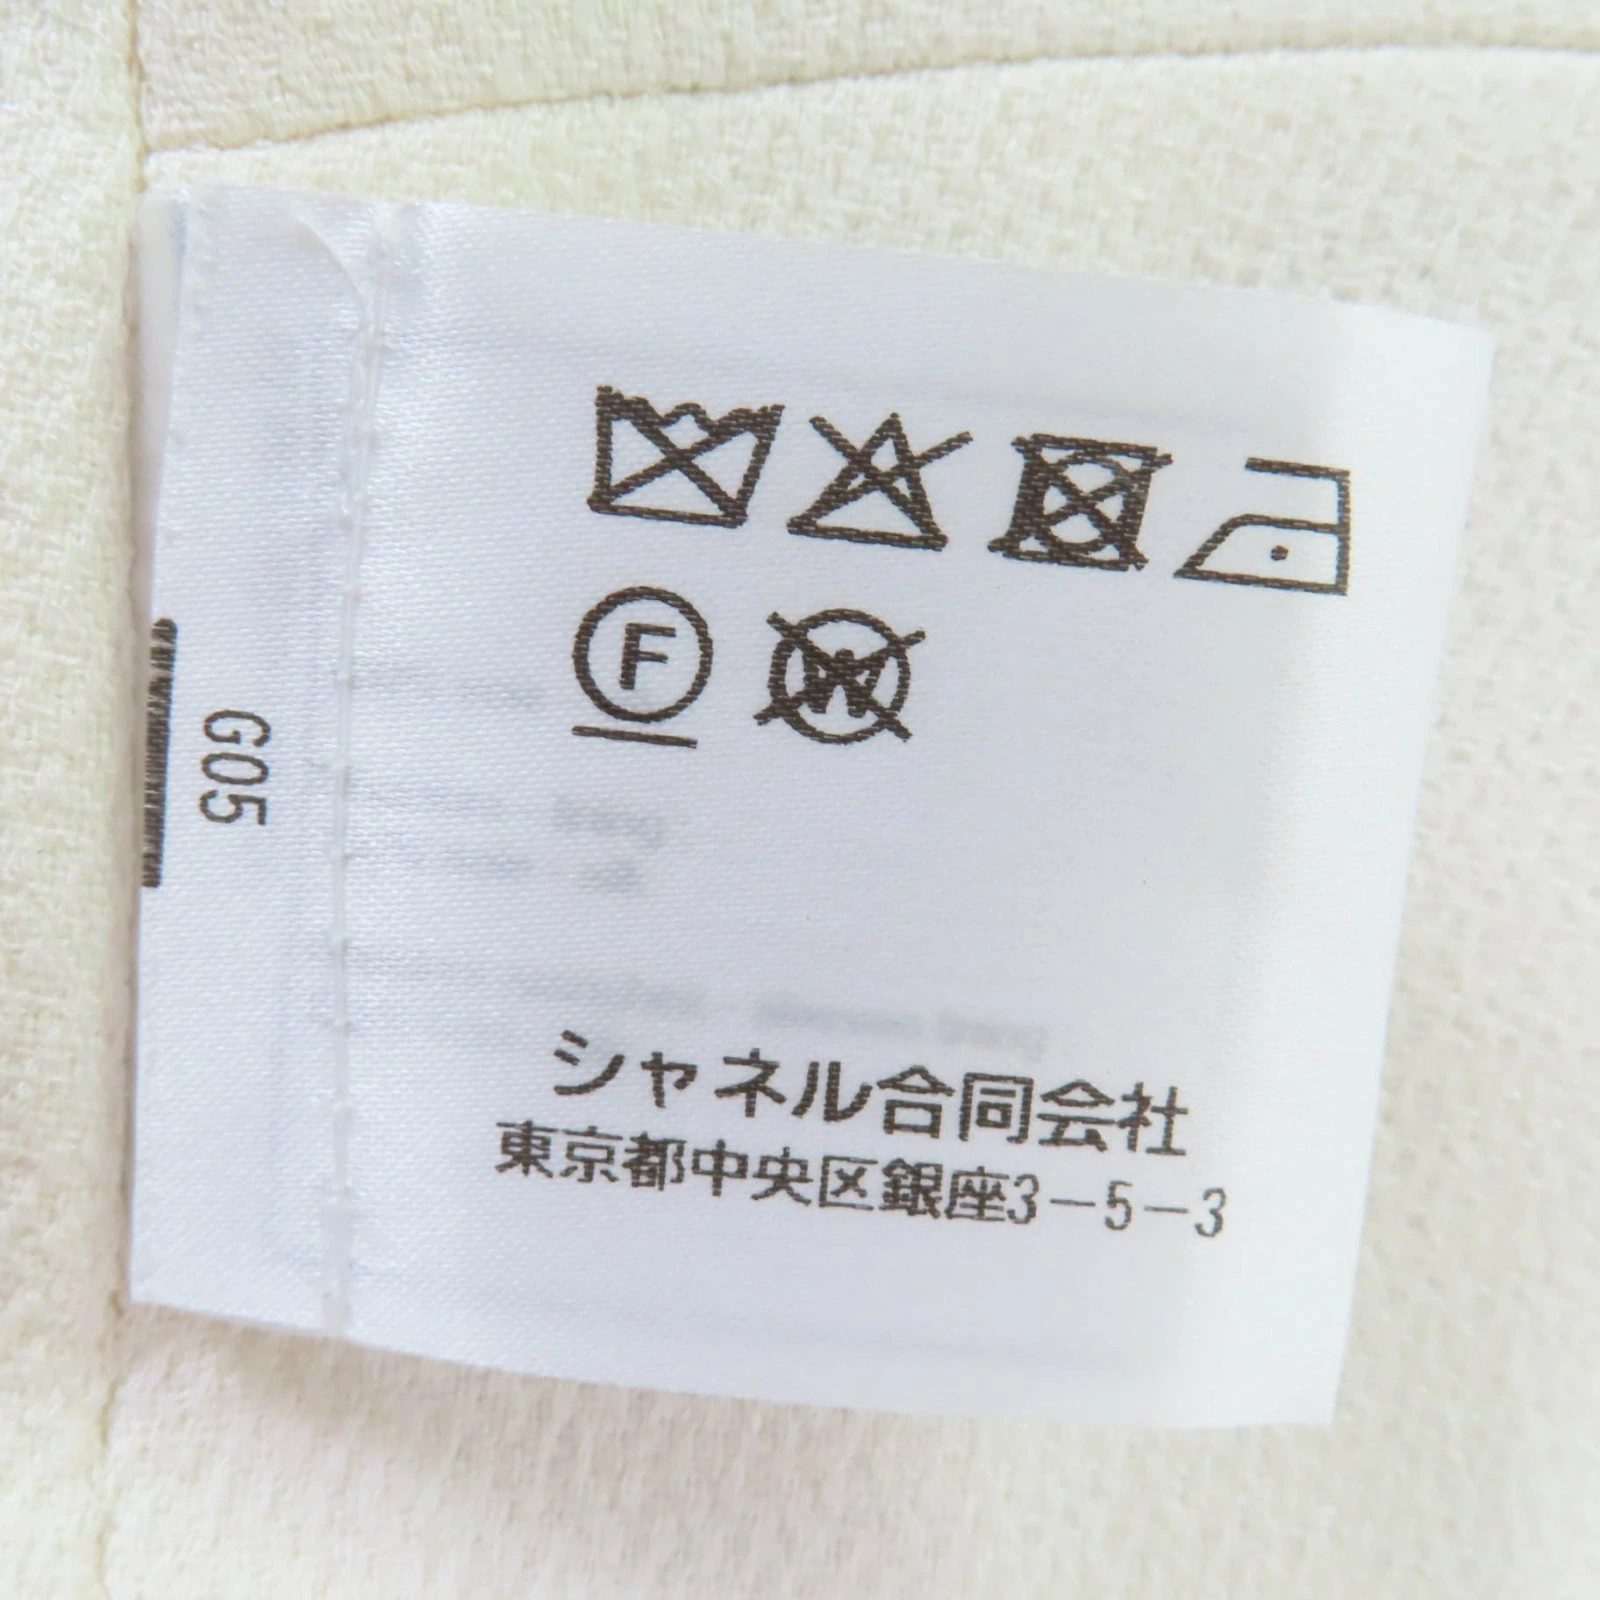 F W
G05
シャネル合同会社
東京都中央区銀座3-5-3